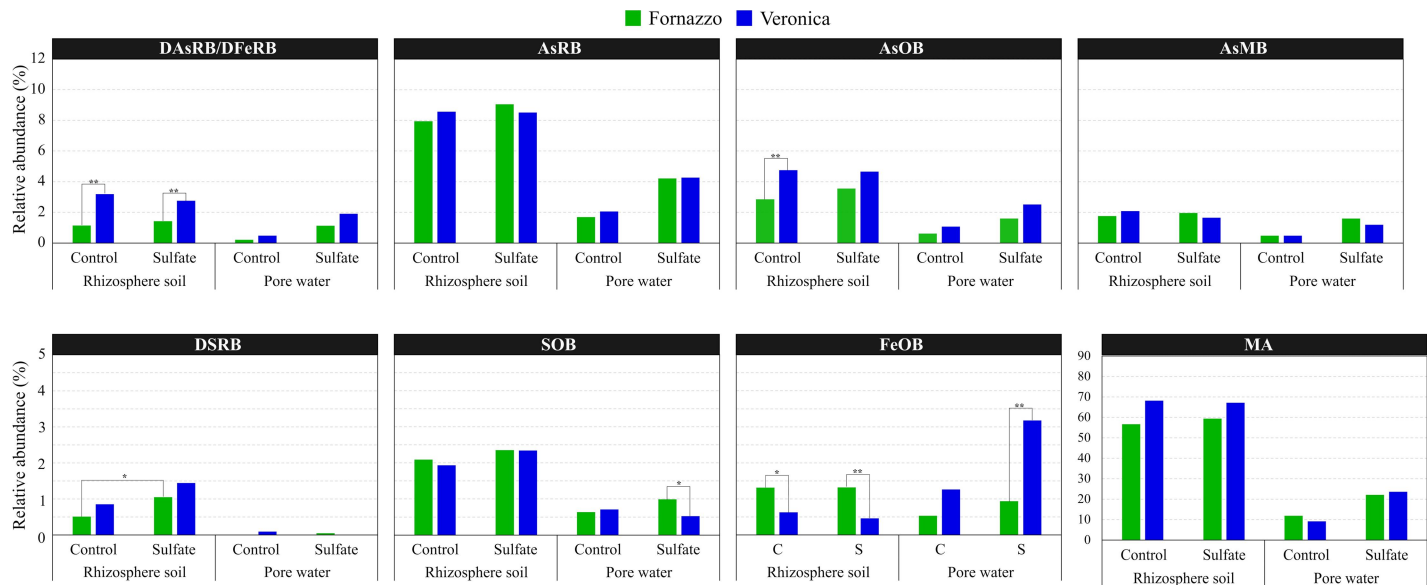 Fornazzo Veronica
DAsRB/DFeRB AsRB AsOB AsMB
Relative abundance (%)
12
10
8
6
4
2
0
** ** **
Control Sulfate Control Sulfate Control Sulfate Control Sulfate Control Sulfate Control Sulfate Control Sulfate Control Sulfate
Rhizosphere soil Pore water Rhizosphere soil Pore water Rhizosphere soil Pore water Rhizosphere soil Pore water
DSRB SOB FeOB MA
Relative abundance (%)
5
4
3
2
1
0
* * * ** **
90
80
70
60
50
40
30
20
10
0
Control Sulfate Control Sulfate Control Sulfate Control Sulfate C S C S Control Sulfate Control Sulfate
Rhizosphere soil Pore water Rhizosphere soil Pore water Rhizosphere soil Pore water Rhizosphere soil Pore water